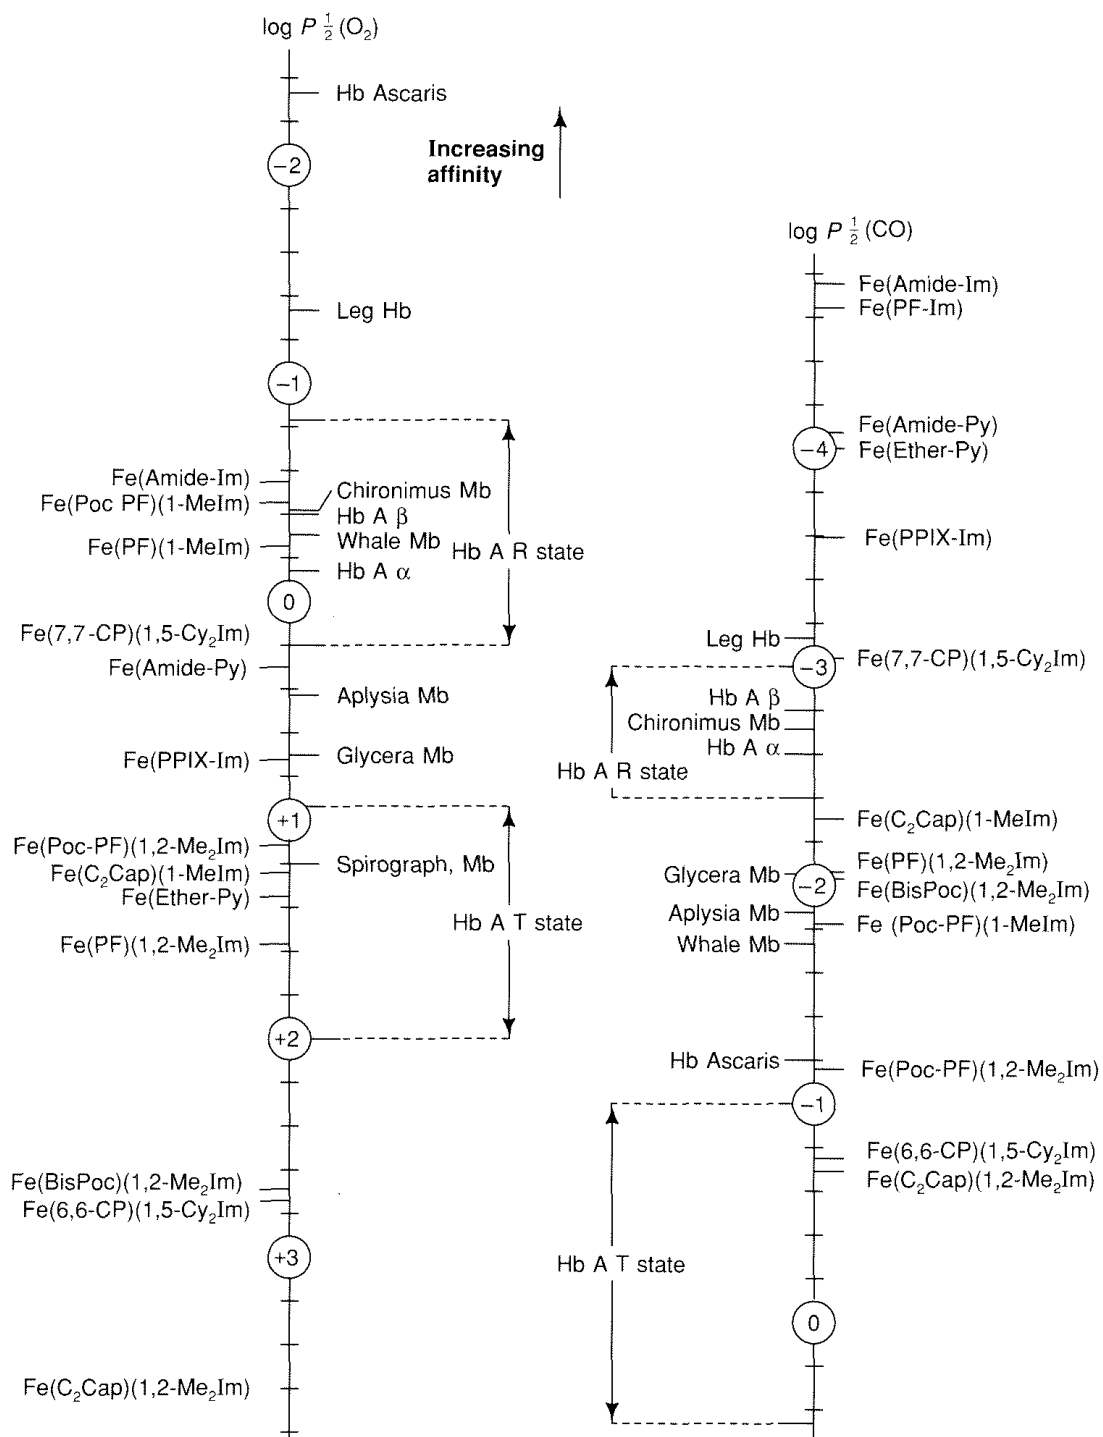 log P 1/2 (O₂)
Hb Ascaris
Increasing
affinity
−2
Leg Hb
−1
Fe(Amide-Im)
Fe(Poc PF)(1-MeIm)
Chironimus Mb
Hb A β
Fe(PF)(1-MeIm)
Whale Mb
Hb A R state
Hb A α
0
Fe(7,7-CP)(1,5-Cy₂Im)
Fe(Amide-Py)
Aplysia Mb
Fe(PPIX-Im)
Glycera Mb
+1
Fe(Poc-PF)(1,2-Me₂Im)
Spirograph, Mb
Fe(C₂Cap)(1-MeIm)
Fe(Ether-Py)
Hb A T state
Fe(PF)(1,2-Me₂Im)
+2
Fe(BisPoc)(1,2-Me₂Im)
Fe(6,6-CP)(1,5-Cy₂Im)
+3
Fe(C₂Cap)(1,2-Me₂Im)
log P 1/2 (CO)
Fe(Amide-Im)
Fe(PF-Im)
Fe(Amide-Py)
−4
Fe(Ether-Py)
Fe(PPIX-Im)
Leg Hb
Fe(7,7-CP)(1,5-Cy₂Im)
−3
Hb A β
Chironimus Mb
Hb A α
Hb A R state
Fe(C₂Cap)(1-MeIm)
Fe(PF)(1,2-Me₂Im)
Glycera Mb
−2
Fe(BisPoc)(1,2-Me₂Im)
Aplysia Mb
Fe (Poc-PF)(1-MeIm)
Whale Mb
Hb Ascaris
Fe(Poc-PF)(1,2-Me₂Im)
−1
Fe(6,6-CP)(1,5-Cy₂Im)
Fe(C₂Cap)(1,2-Me₂Im)
Hb A T state
0